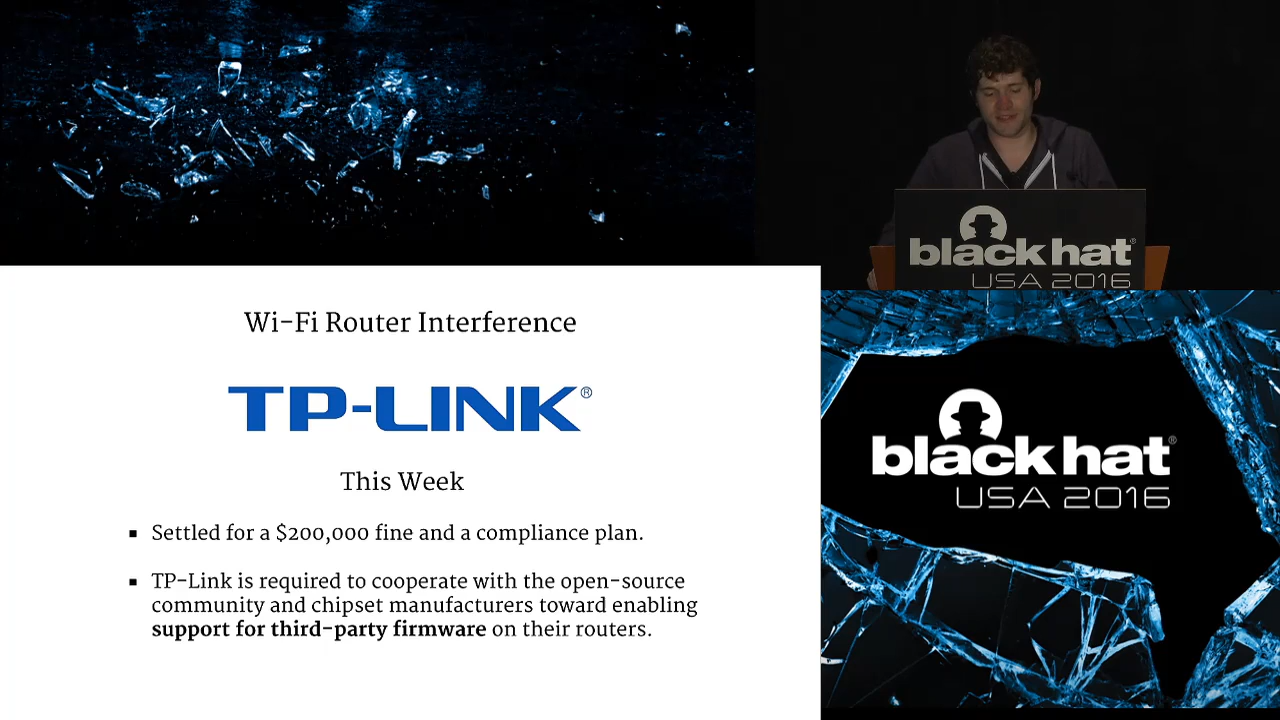 black hat®
USA 2016
Wi-Fi Router Interference
TP-LINK®
This Week
▪ Settled for a $200,000 fine and a compliance plan.
▪ TP-Link is required to cooperate with the open-source
community and chipset manufacturers toward enabling
support for third-party firmware on their routers.
black hat®
USA 2016